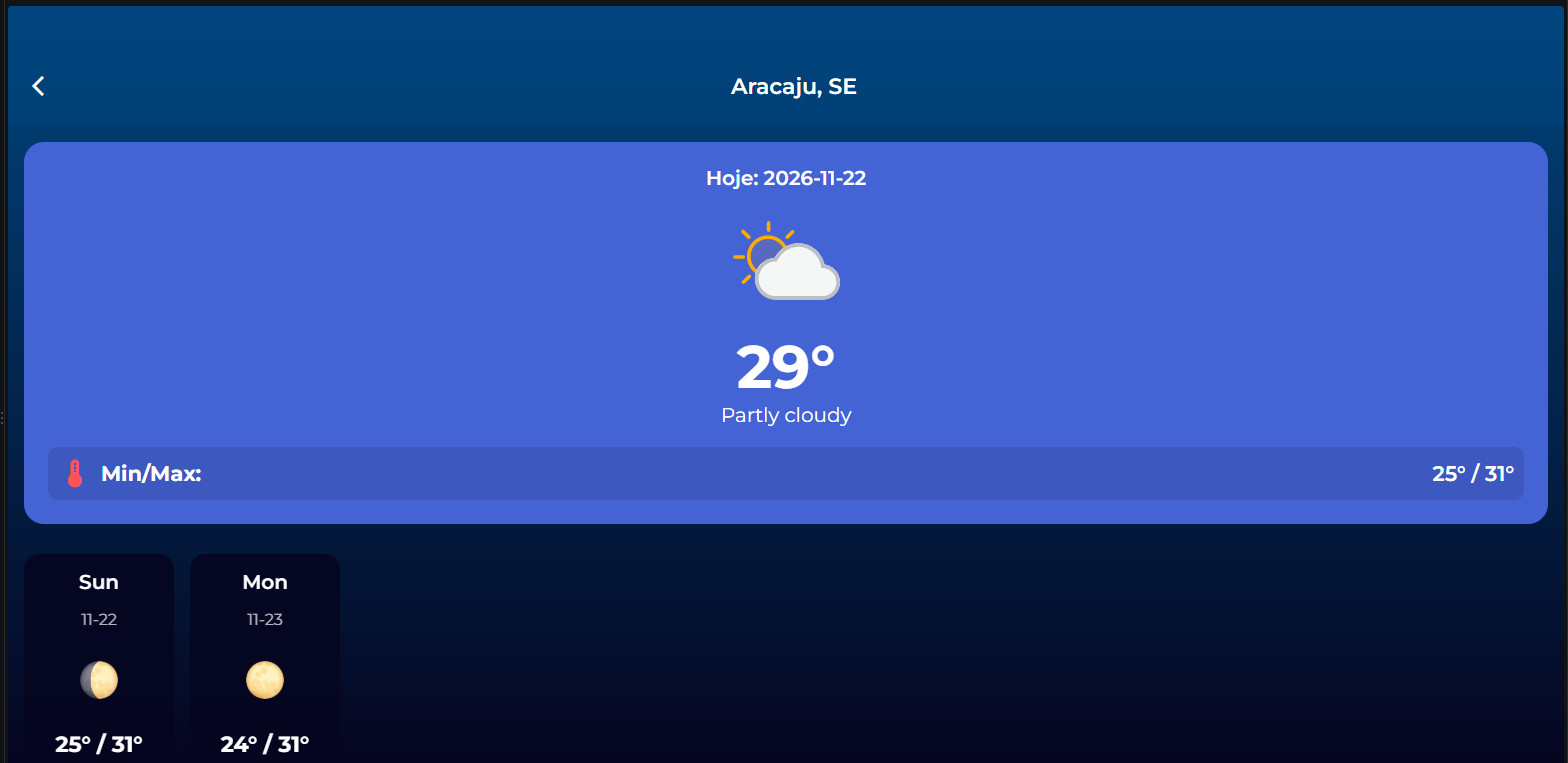 Aracaju, SE
Hoje: 2026-11-22
29°
Partly cloudy
Min/Max: 25° / 31°
Sun Mon
11-22 11-23
25° / 31° 24° / 31°